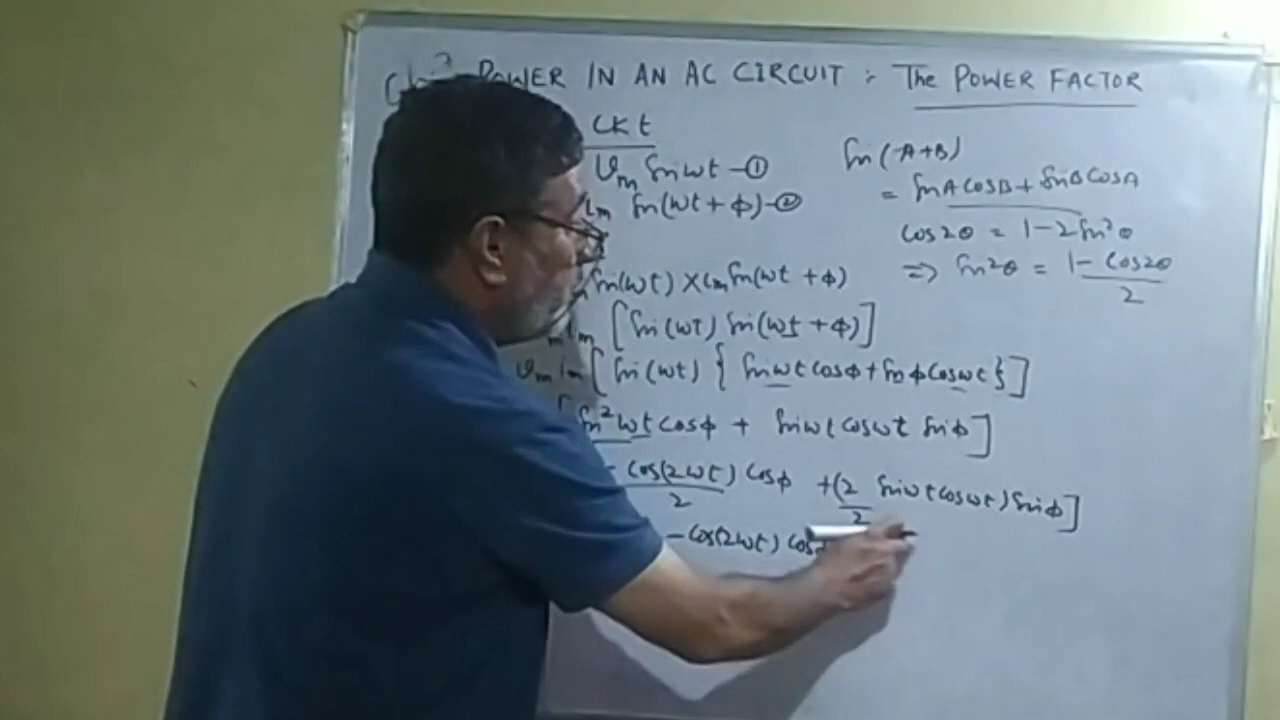 POWER IN AN AC CIRCUIT : The POWER FACTOR
CKt
Vm Sinωt -①
im Sin(ωt + φ)-②
Sin(ωt) × im Sin(ωt + φ)
im [Sin(ωt) Sin(ωt + φ)]
Vm im [Sin(ωt) { Sinωt cosφ + Sinφ cosωt }]
[Sin²ωt cosφ + Sinωt cosωt Sinφ]
- cos(2ωt)/2 cosφ + (2/2 Sinωt cosωt) Sinφ]
- cos(2ωt)
Sin(A+B)
= SinA CosB + SinB CosA
Cos2θ = 1-2Sin²θ
=> Sin²θ = 1-Cos2θ/2